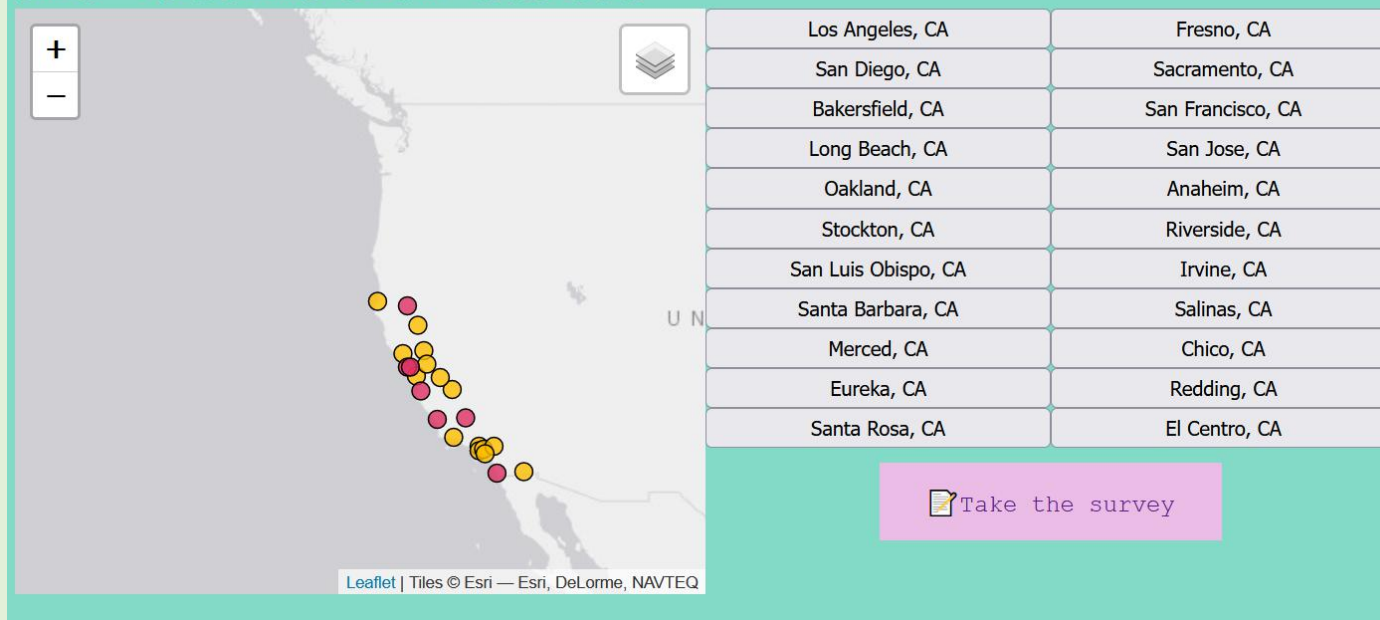 +
−
U N
Leaflet | Tiles © Esri — Esri, DeLorme, NAVTEQ
Los Angeles, CA
Fresno, CA
San Diego, CA
Sacramento, CA
Bakersfield, CA
San Francisco, CA
Long Beach, CA
San Jose, CA
Oakland, CA
Anaheim, CA
Stockton, CA
Riverside, CA
San Luis Obispo, CA
Irvine, CA
Santa Barbara, CA
Salinas, CA
Merced, CA
Chico, CA
Eureka, CA
Redding, CA
Santa Rosa, CA
El Centro, CA
📝Take the survey